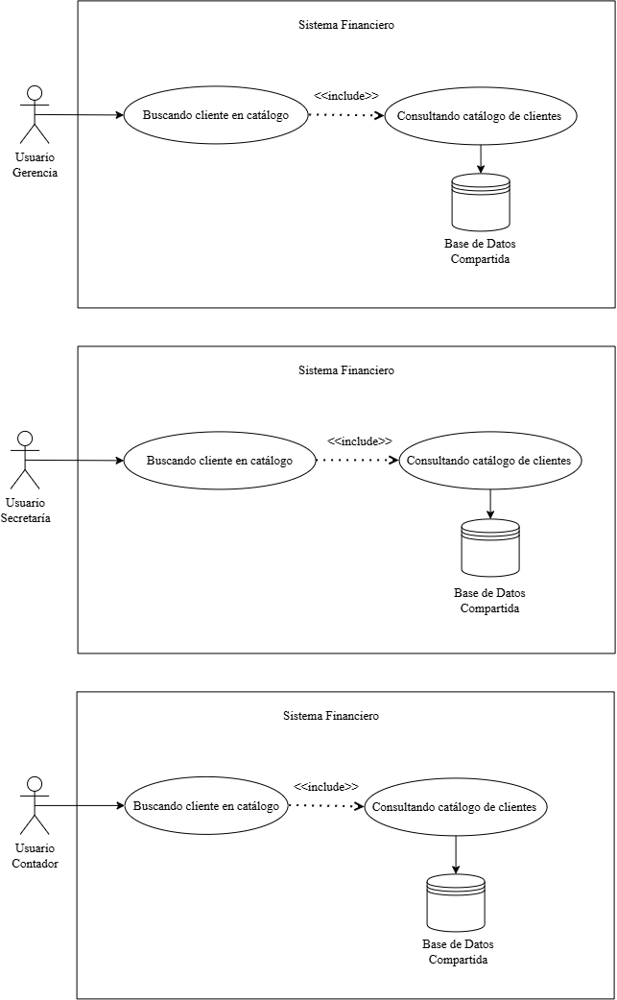 Sistema Financiero
<<include>>
Buscando cliente en catálogo
Consultando catálogo de clientes
Usuario
Gerencia
Base de Datos
Compartida
Sistema Financiero
<<include>>
Buscando cliente en catálogo
Consultando catálogo de clientes
Usuario
Secretaría
Base de Datos
Compartida
Sistema Financiero
<<include>>
Buscando cliente en catálogo
Consultando catálogo de clientes
Usuario
Contador
Base de Datos
Compartida